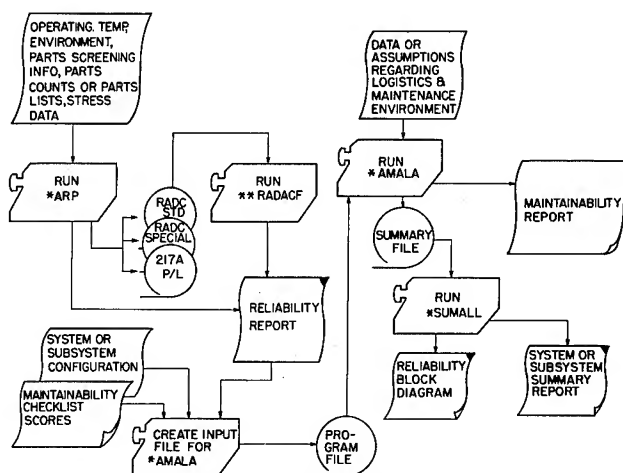 OPERATING. TEMP,
ENVIRONMENT,
PARTS SCREENING
INFO, PARTS
COUNTS OR PARTS
LISTS, STRESS
DATA
RUN
*ARP
RADC
STD
RADC
SPECIAL
217A
P/L
RUN
** RADACF
RELIABILITY
REPORT
SYSTEM OR
SUBSYSTEM
CONFIGURATION
MAINTAINABILITY
CHECKLIST
SCORES
CREATE INPUT
FILE FOR
*AMALA
PRO-
GRAM
FILE
DATA OR
ASSUMPTIONS
REGARDING
LOGISTICS &
MAINTENANCE
ENVIRONMENT
RUN
*AMALA
MAINTAINABILITY
REPORT
SUMMARY
FILE
RUN
*SUMALL
RELIABILITY
BLOCK
DIAGRAM
SYSTEM OR
SUBSYSTEM
SUMMARY
REPORT